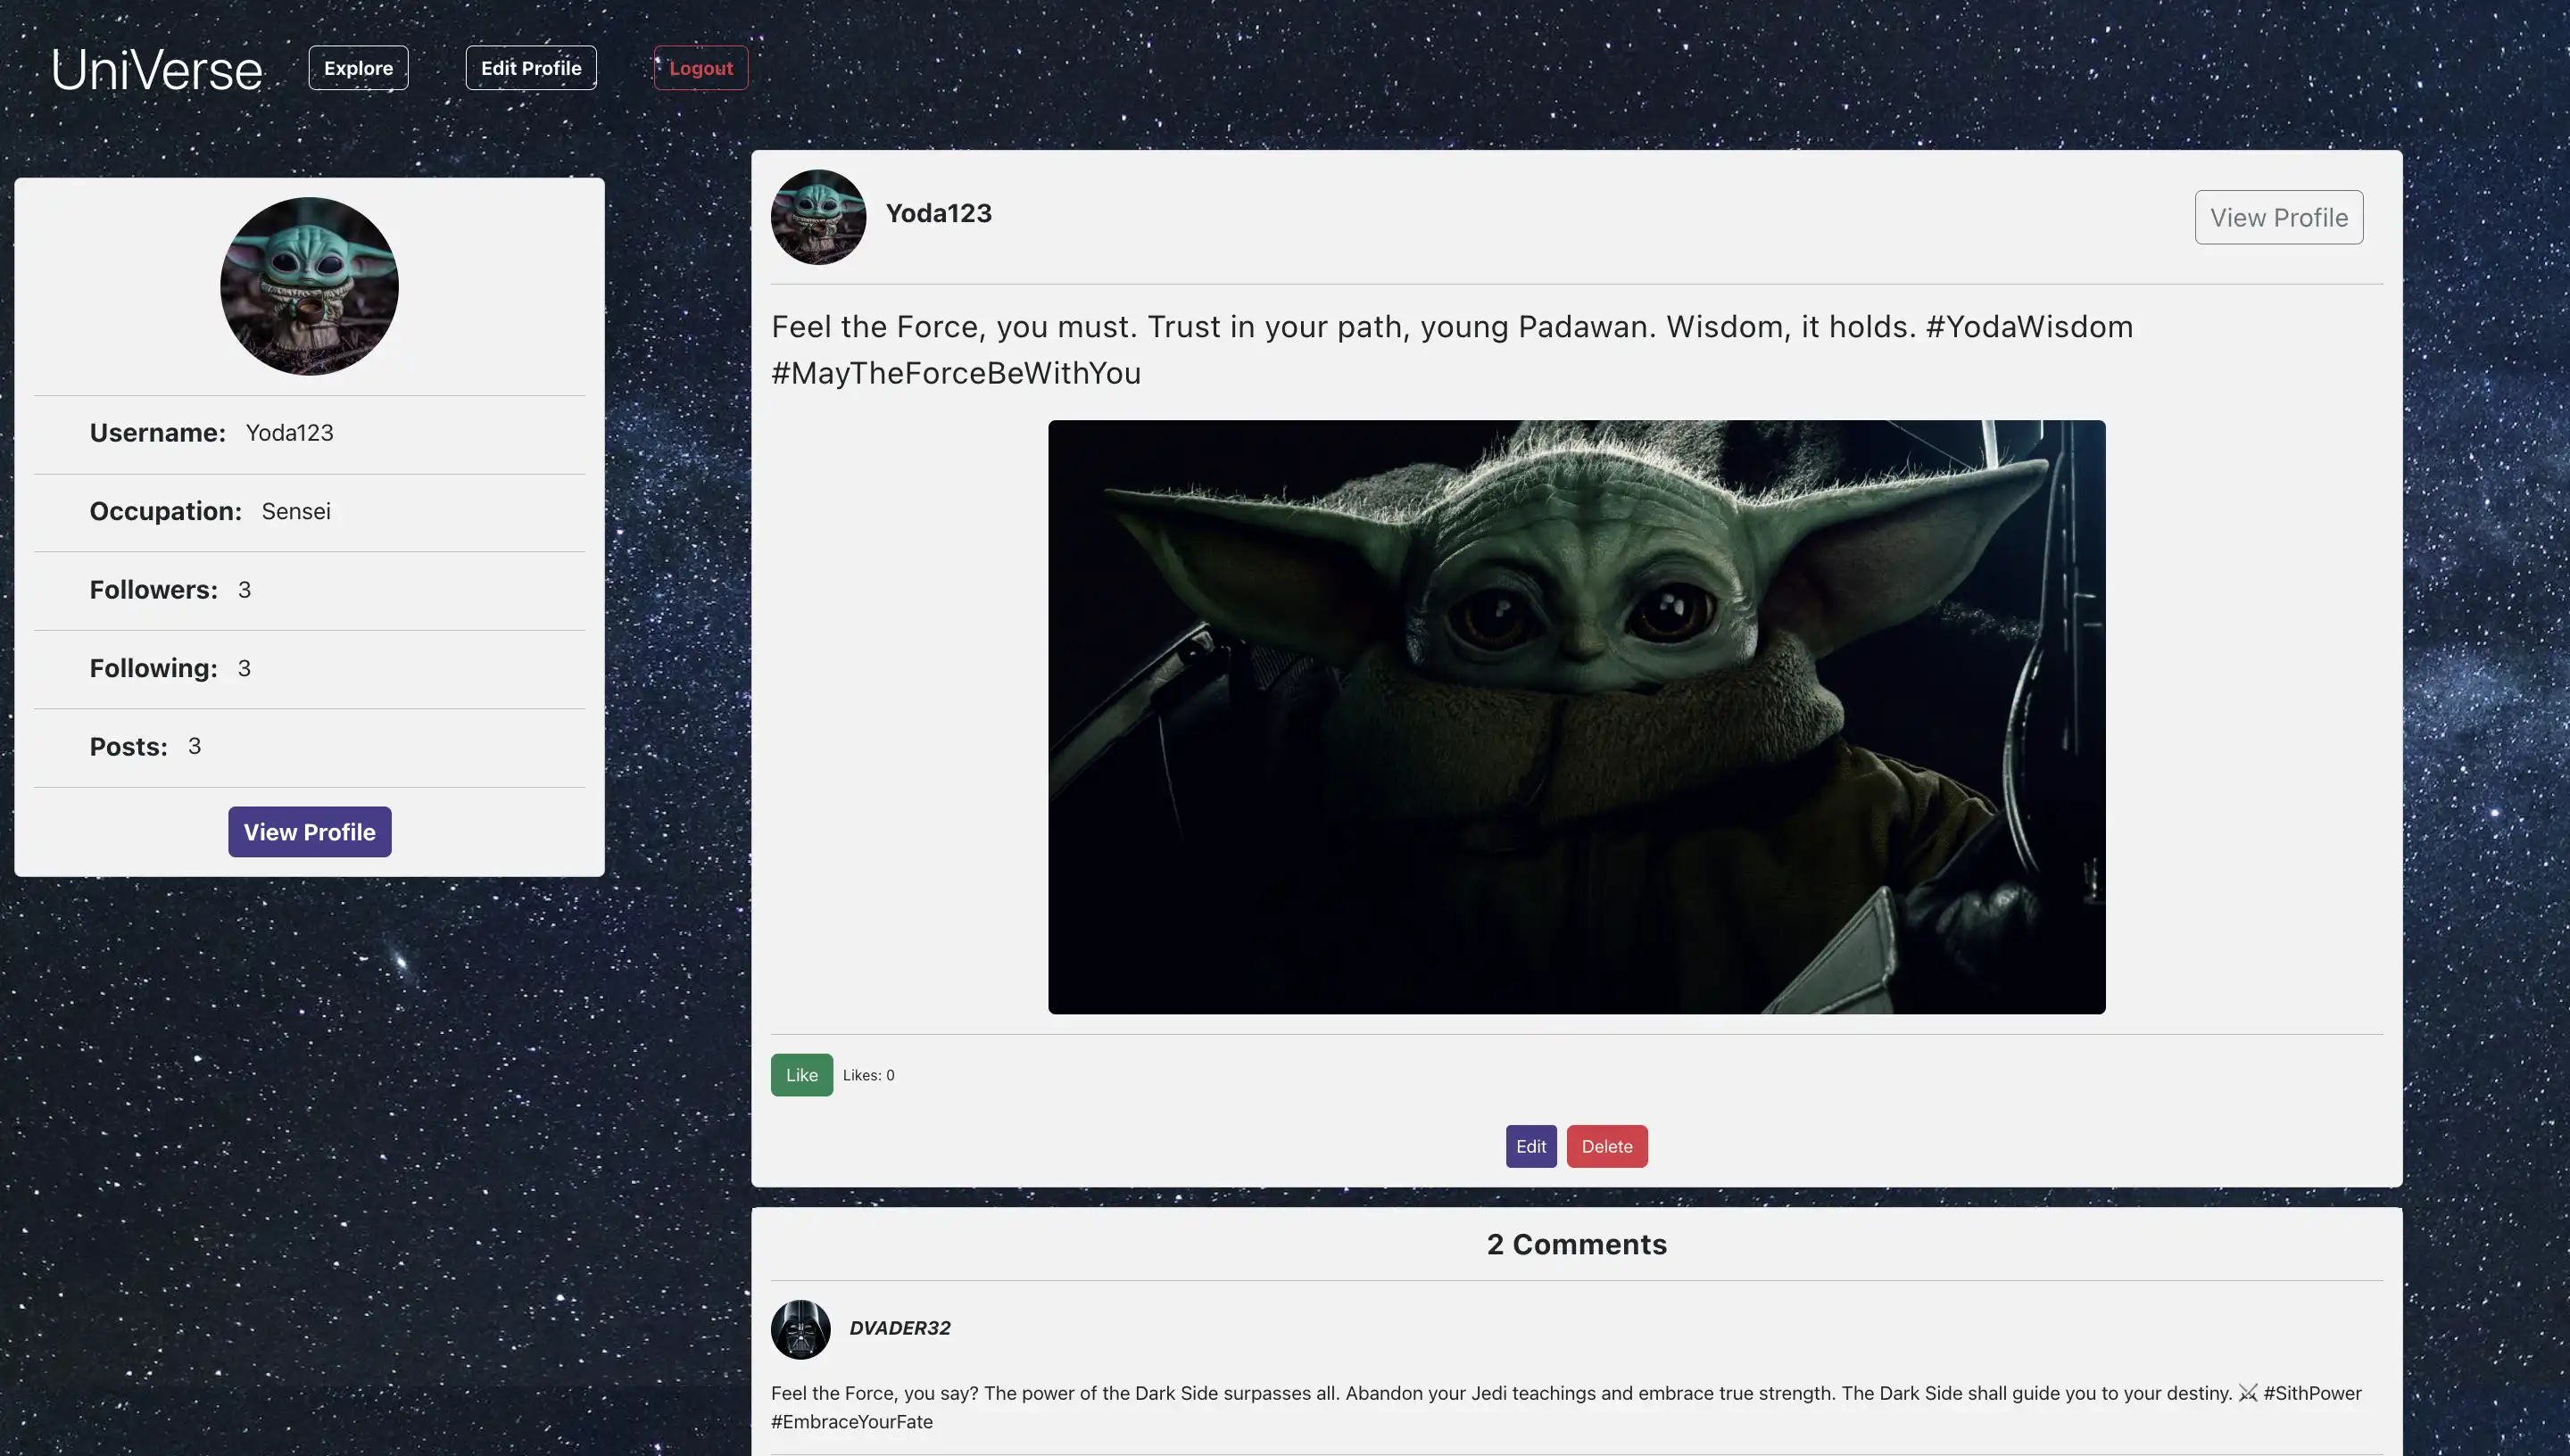 UniVerse
Explore
Edit Profile
Logout
Username: Yoda123
Occupation: Sensei
Followers: 3
Following: 3
Posts: 3
View Profile
Yoda123
View Profile
Feel the Force, you must. Trust in your path, young Padawan. Wisdom, it holds. #YodaWisdom
#MayTheForceBeWithYou
Like
Likes: 0
Edit
Delete
2 Comments
DVADER32
Feel the Force, you say? The power of the Dark Side surpasses all. Abandon your Jedi teachings and embrace true strength. The Dark Side shall guide you to your destiny. ⚔ #SithPower
#EmbraceYourFate